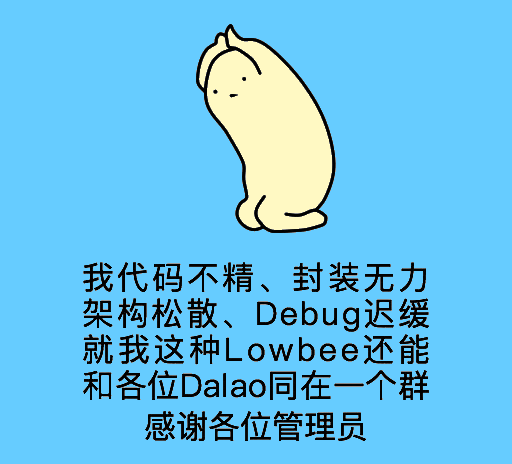 我代码不精、封装无力
架构松散、Debug迟缓
就我这种Lowbee还能
和各位Dalao同在一个群
感谢各位管理员